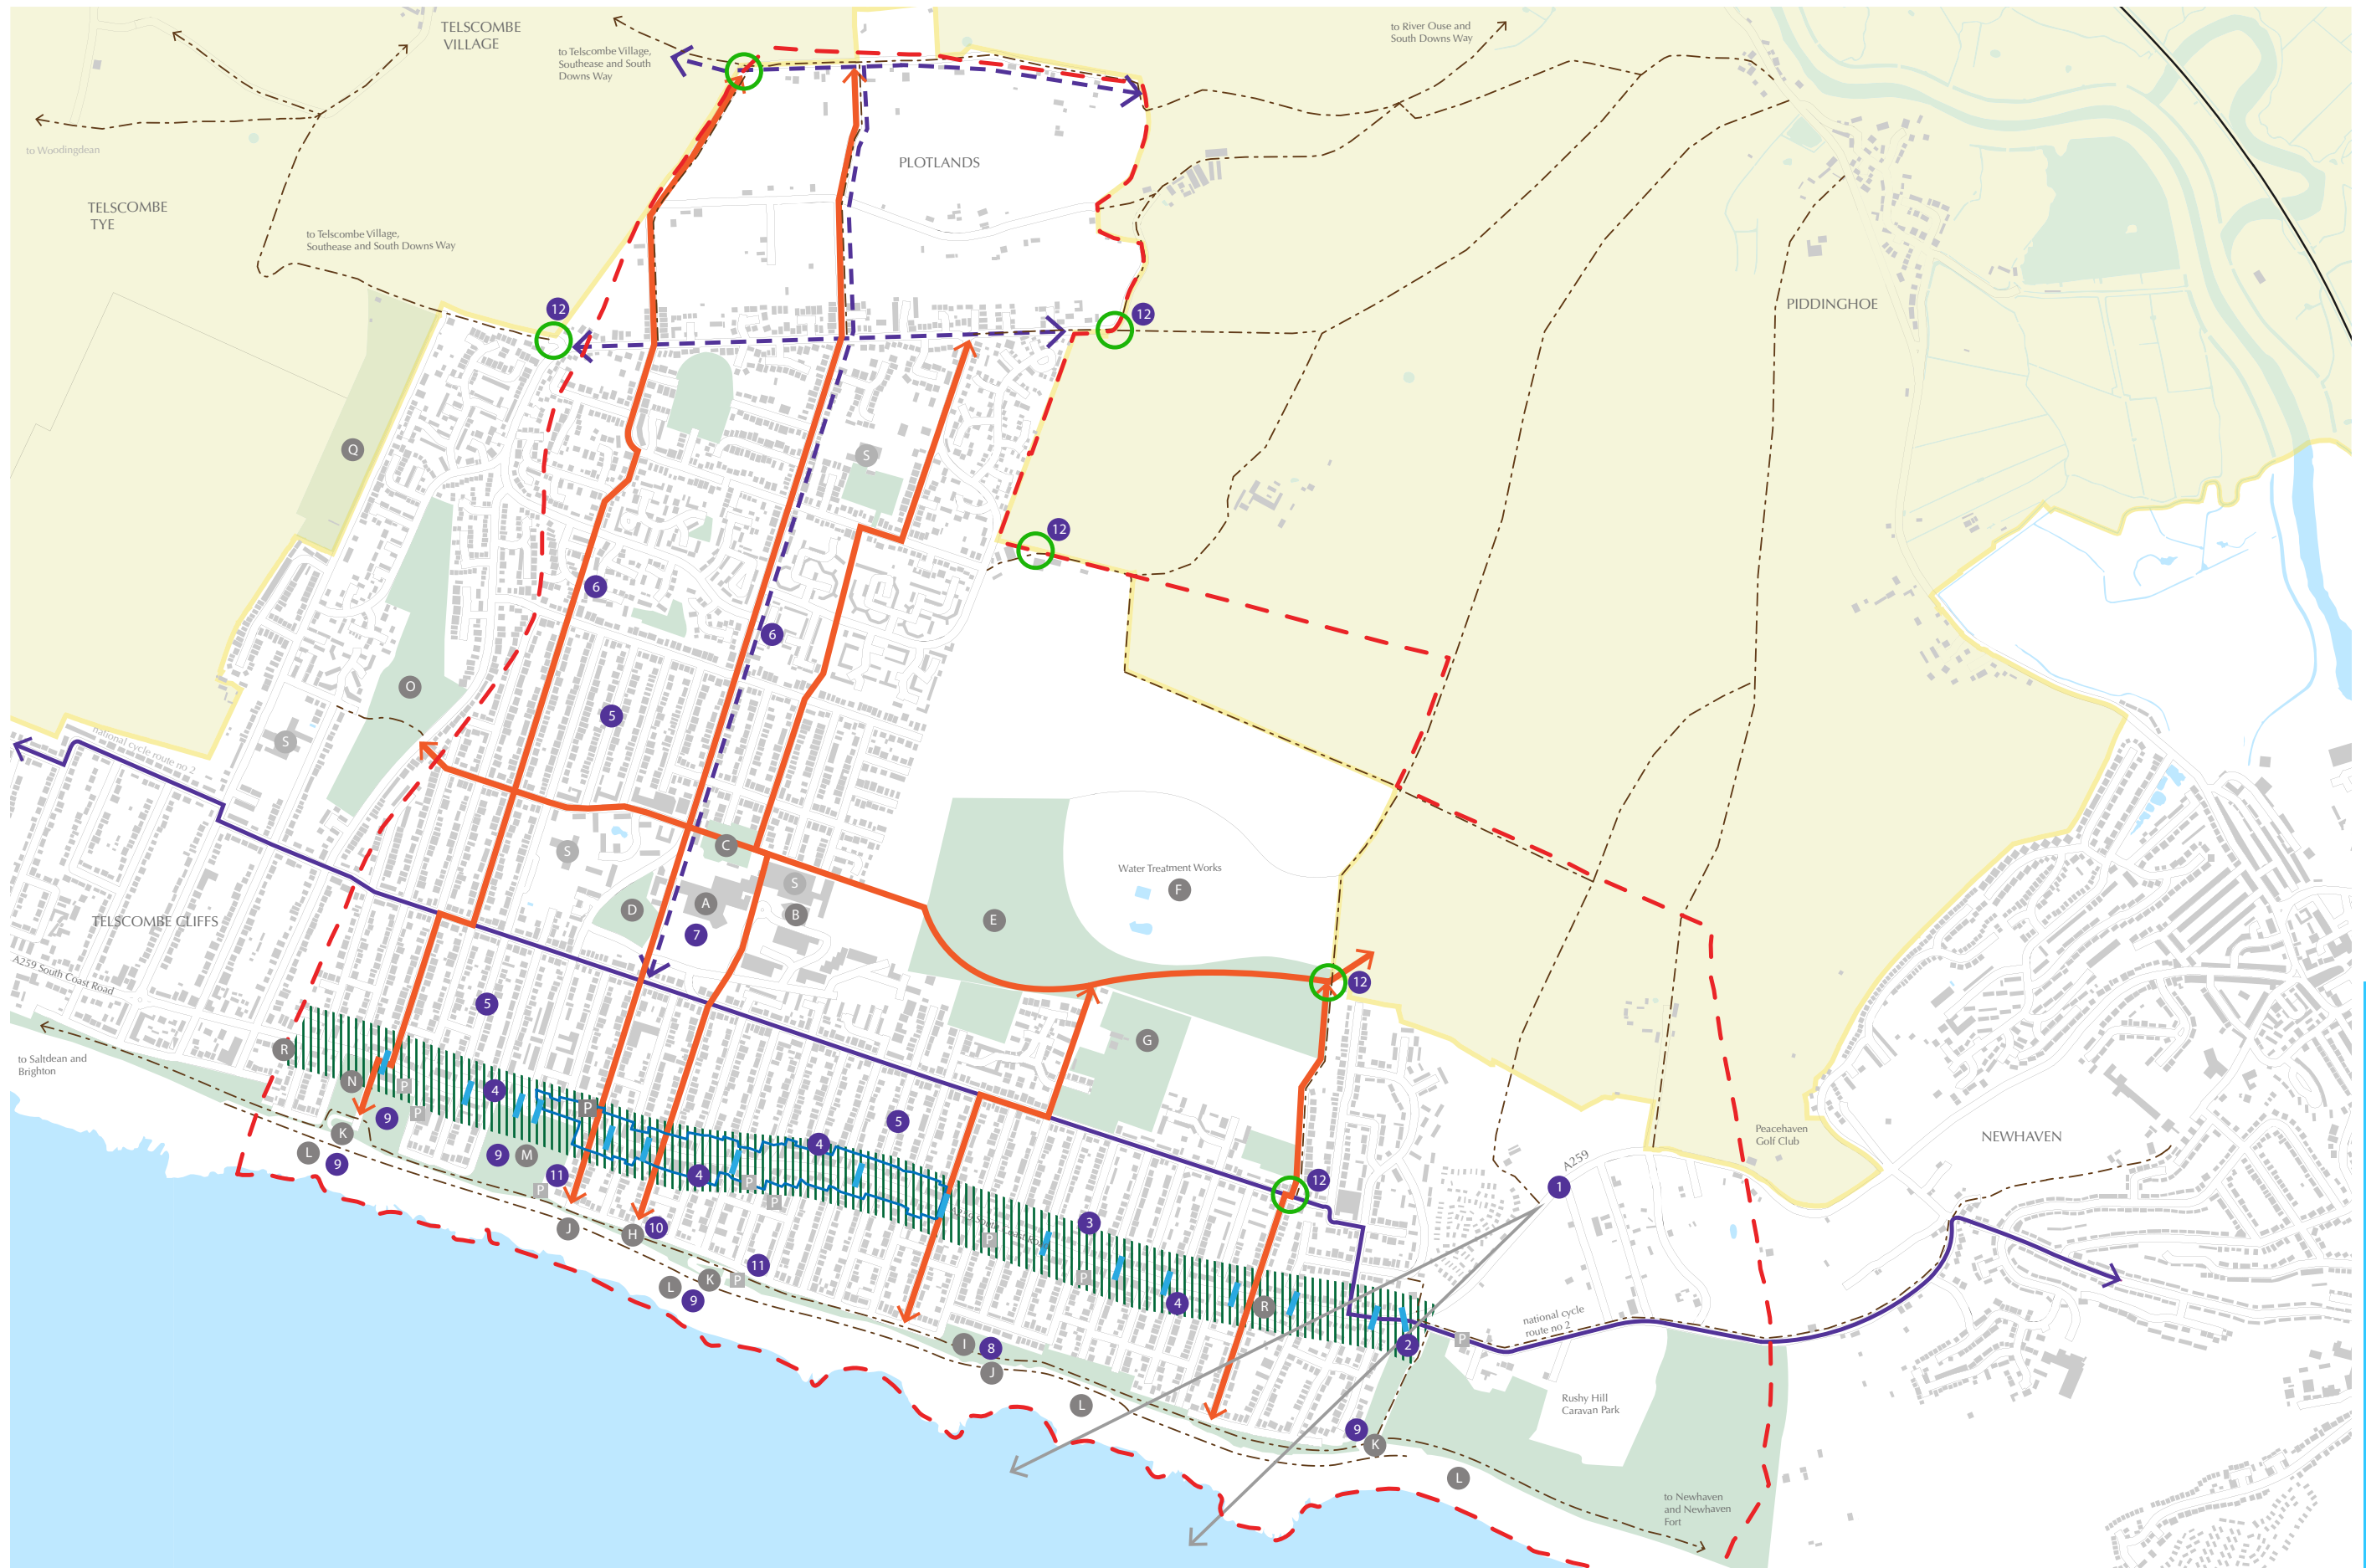 TELSCOMBE
VILLAGE
to Telscombe Village,
Southease and South
Downs Way
to River Ouse and
South Downs Way
to Woodingdean
PLOTLANDS
TELSCOMBE
TYE
to Telscombe Village,
Southease and South Downs Way
PIDDINGHOE
12
12
Q
S
12
6
6
O
5
S
national cycle route no 2
C
S
S
Water Treatment Works
F
A
D
B
E
7
TELSCOMBE CLIFFS
A259 South Coast Road
12
5
G
R
to Saltdean and
Brighton
N
P
4
P
P
9
5
K
4
Peacehaven
Golf Club
NEWHAVEN
L
9
9
M
A259
11
4
P
P
P
12
1
A259 South Coast Road
3
J
H
10
P
11
L
K
P
P
9
4
R
national cycle
route no 2
P
2
I
8
J
L
Rushy Hill
Caravan Park
9
K
L
to Newhaven
and Newhaven
Fort